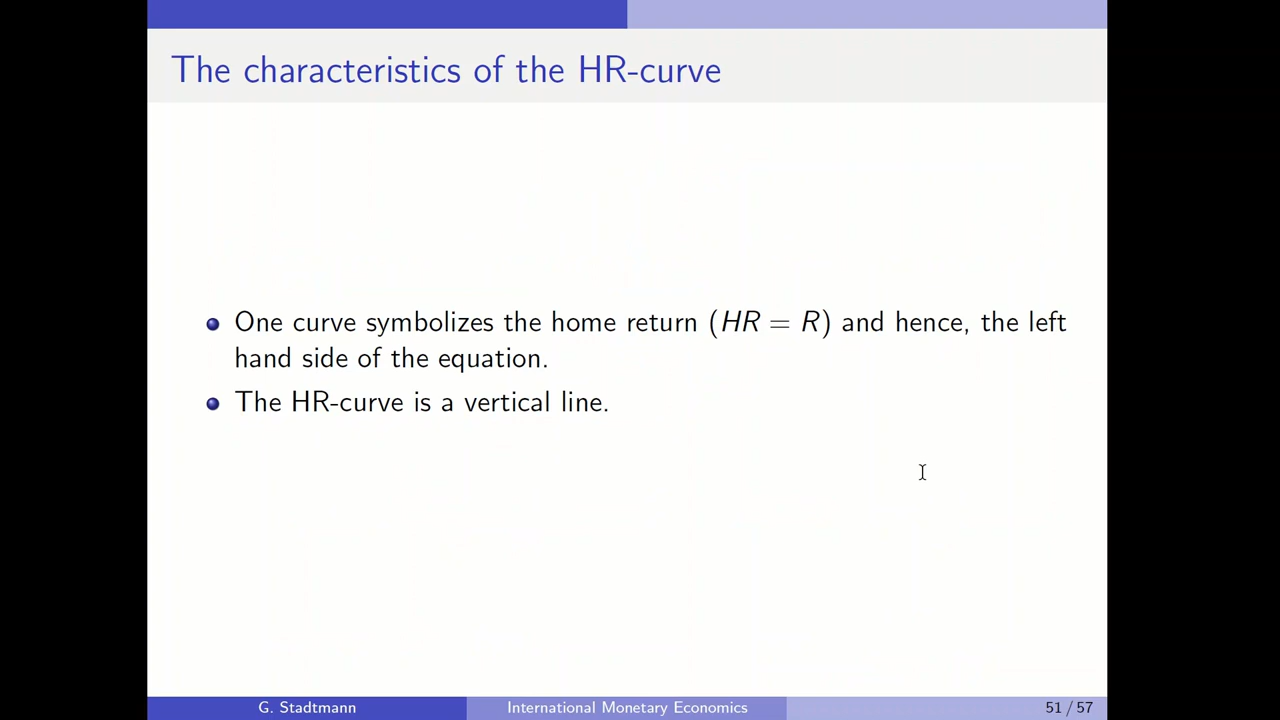 The characteristics of the HR-curve
One curve symbolizes the home return (HR = R) and hence, the left
hand side of the equation.
The HR-curve is a vertical line.
G. Stadtmann
International Monetary Economics
51 / 57